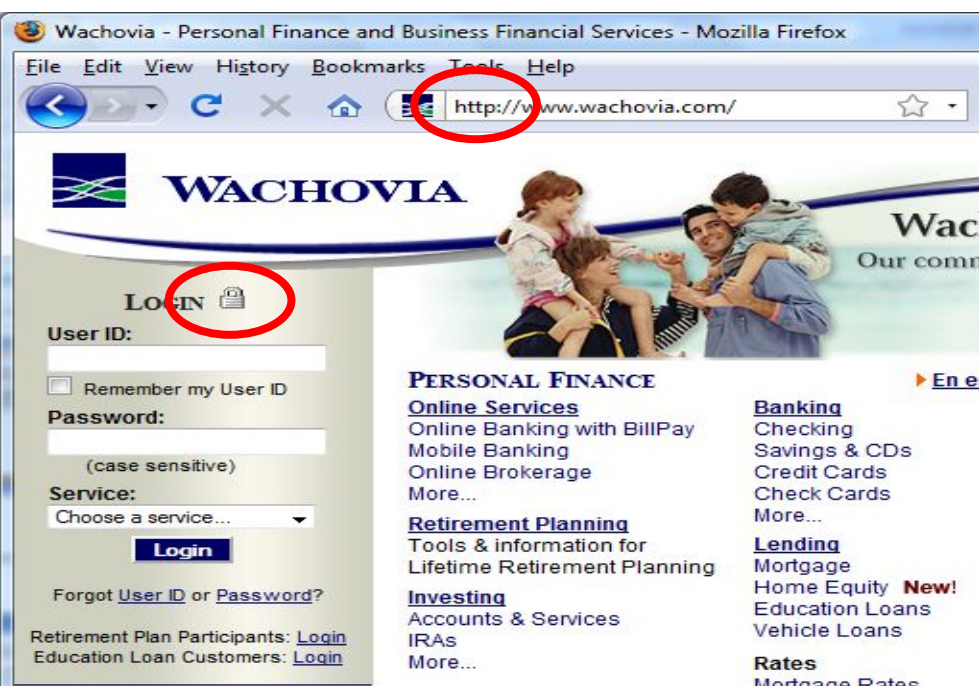 Wachovia - Personal Finance and Business Financial Services - Mozilla Firefox
File Edit View History Bookmarks Tools Help
http://www.wachovia.com/
WACHOVIA
Wac
Our comm
LOGIN
User ID:
Remember my User ID
Password:
(case sensitive)
Service:
Choose a service...
Login
Forgot User ID or Password?
Retirement Plan Participants: Login
Education Loan Customers: Login
PERSONAL FINANCE
En e
Online Services
Online Banking with BillPay
Mobile Banking
Online Brokerage
More...
Retirement Planning
Tools & information for
Lifetime Retirement Planning
Investing
Accounts & Services
IRAs
More...
Banking
Checking
Savings & CDs
Credit Cards
Check Cards
More...
Lending
Mortgage
Home Equity New!
Education Loans
Vehicle Loans
Rates
Mortgage Rates